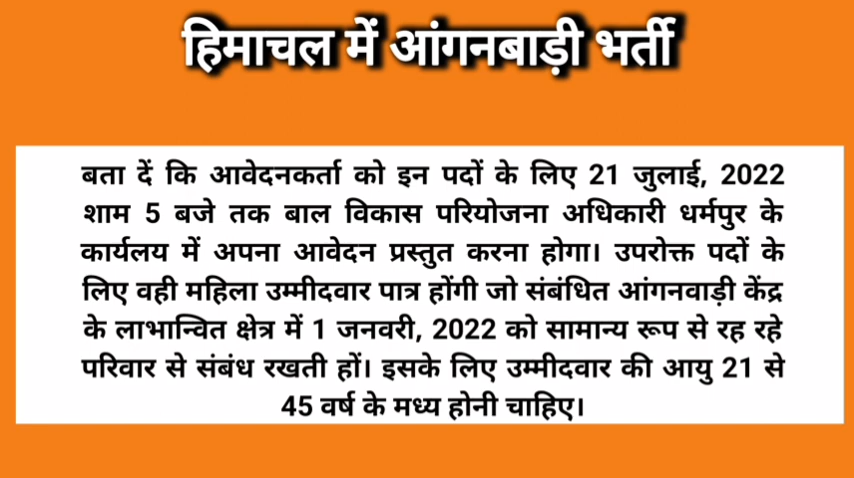 हिमाचल में आंगनबाड़ी भर्ती
बता दें कि आवेदनकर्ता को इन पदों के लिए 21 जुलाई, 2022
शाम 5 बजे तक बाल विकास परियोजना अधिकारी धर्मपुर के
कार्यलय में अपना आवेदन प्रस्तुत करना होगा। उपरोक्त पदों के
लिए वही महिला उम्मीदवार पात्र होंगी जो संबंधित आंगनवाड़ी केंद्र
के लाभान्वित क्षेत्र में 1 जनवरी, 2022 को सामान्य रूप से रह रहे
परिवार से संबंध रखती हों। इसके लिए उम्मीदवार की आयु 21 से
45 वर्ष के मध्य होनी चाहिए।